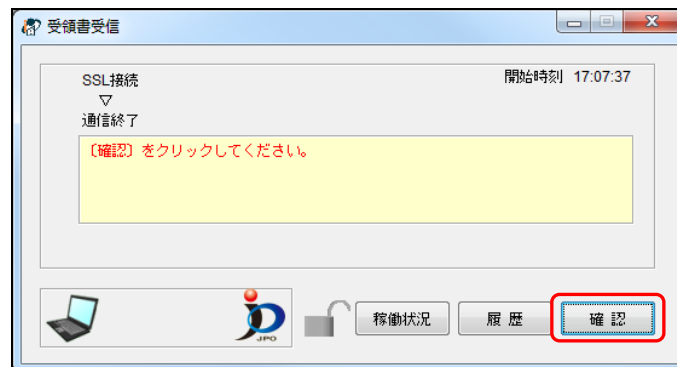 受領書受信
SSL接続
開始時刻 17:07:37
▽
通信終了
〔確認〕をクリックしてください。
JPO
稼働状況
履 歴
確 認